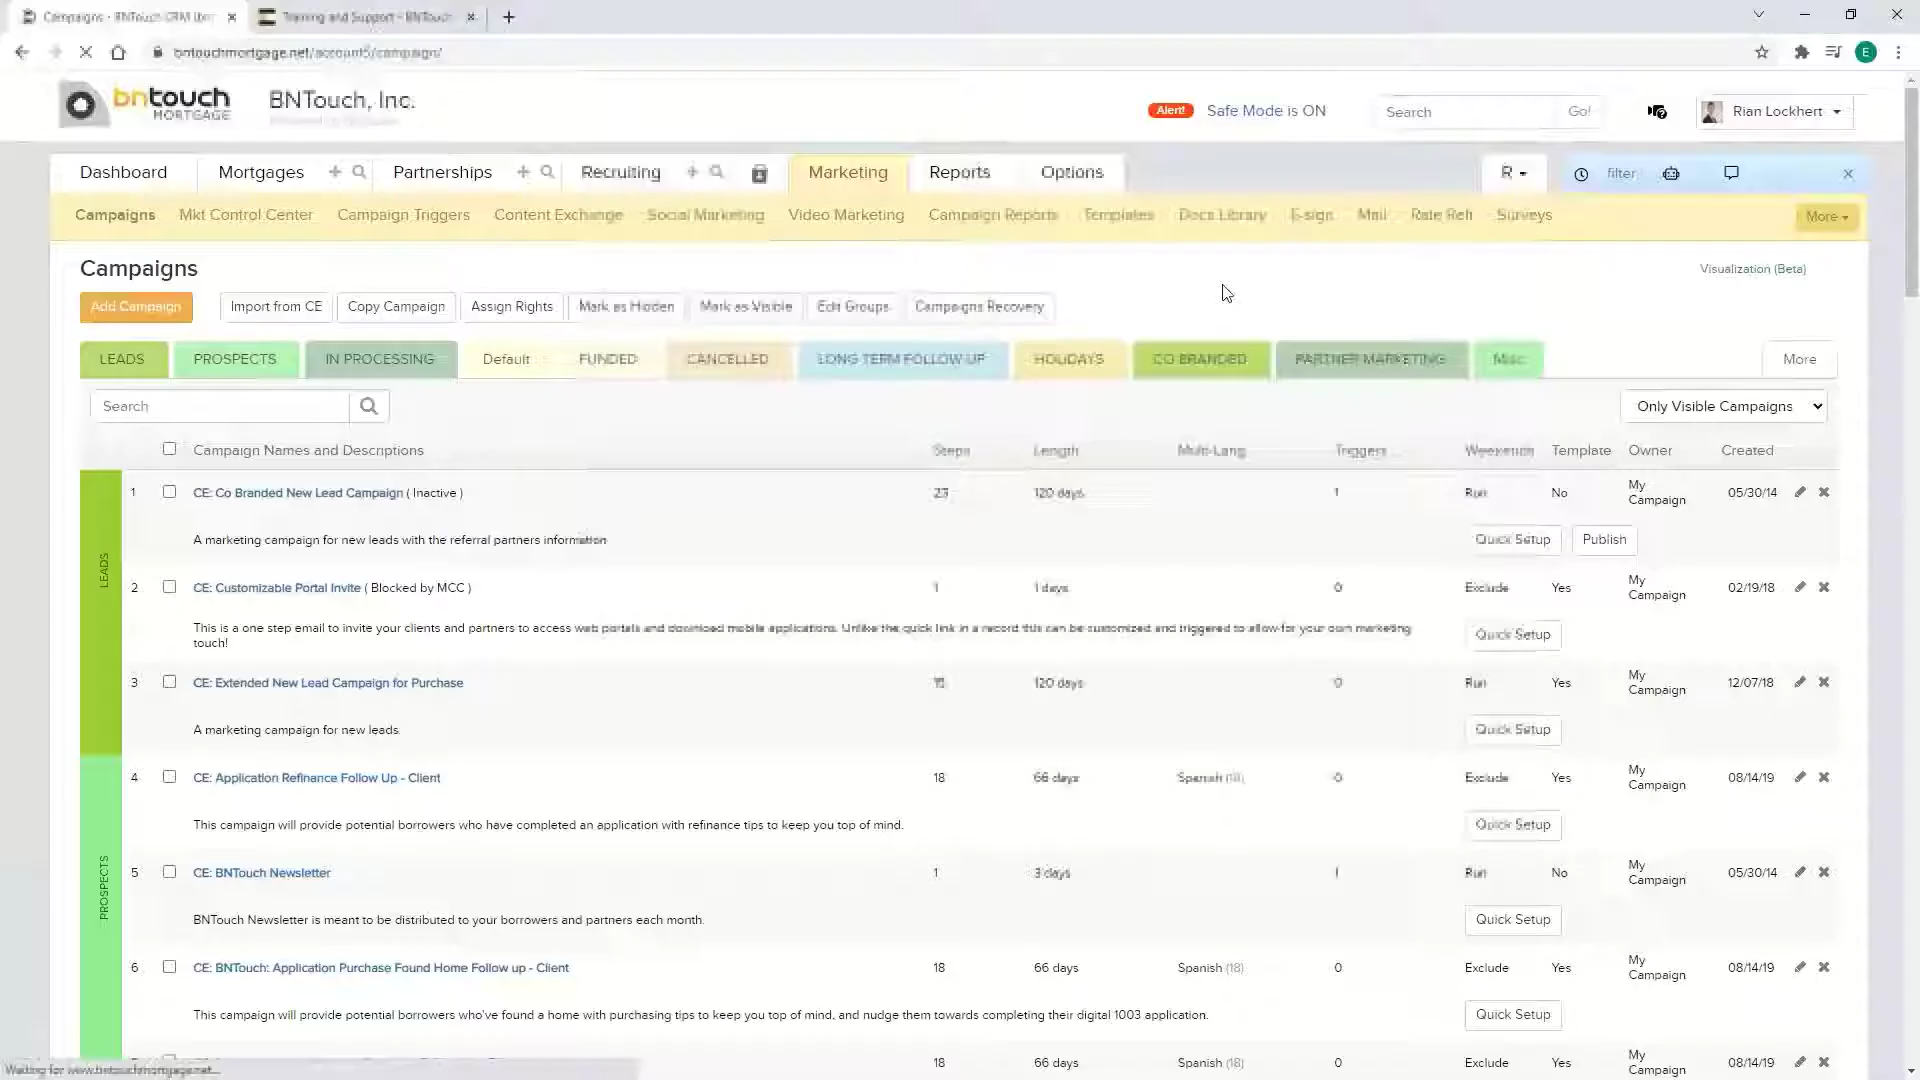 Campaigns - BNTouch CRM
Training and Support - BNTouch
bntouchmortgage.net/account5/campaign/
bntouch
MORTGAGE
BNTouch, Inc.
Alert!
Safe Mode is ON
Search
Go!
Rian Lockhert
Dashboard
Mortgages
Partnerships
Recruiting
Marketing
Reports
Options
R
filter
Campaigns
Mkt Control Center
Campaign Triggers
Content Exchange
Social Marketing
Video Marketing
Campaign Reports
Templates
Docs Library
E-sign
Mail
Rate Refi
Surveys
More
Campaigns
Visualization (Beta)
Add Campaign
Import from CE
Copy Campaign
Assign Rights
Mark as Hidden
Mark as Visible
Edit Groups
Campaigns Recovery
LEADS
PROSPECTS
IN PROCESSING
Default
FUNDED
CANCELLED
LONG TERM FOLLOW UP
HOLIDAYS
CO BRANDED
PARTNER MARKETING
Misc
More
Search
Only Visible Campaigns
Campaign Names and Descriptions
Steps
Length
Multi-Lang
Triggers
Weekends
Template
Owner
Created
LEADS
1 CE: Co Branded New Lead Campaign ( Inactive ) 23 120 days 1 Run No My Campaign 05/30/14
A marketing campaign for new leads with the referral partners information
Quick Setup
Publish
2 CE: Customizable Portal Invite ( Blocked by MCC ) 1 1 days 0 Exclude Yes My Campaign 02/19/18
This is a one step email to invite your clients and partners to access web portals and download mobile applications. Unlike the quick link in a record this can be customized and triggered to allow for your own marketing
touch!
Quick Setup
3 CE: Extended New Lead Campaign for Purchase 120 days 0 Run Yes My Campaign 12/07/18
A marketing campaign for new leads.
Quick Setup
PROSPECTS
4 CE: Application Refinance Follow Up - Client 18 66 days Spanish (18) 0 Exclude Yes My Campaign 08/14/19
This campaign will provide potential borrowers who have completed an application with refinance tips to keep you top of mind.
Quick Setup
5 CE: BNTouch Newsletter 1 3 days 1 Run No My Campaign 05/30/14
BNTouch Newsletter is meant to be distributed to your borrowers and partners each month.
Quick Setup
6 CE: BNTouch: Application Purchase Found Home Follow up - Client 18 66 days Spanish (18) 0 Exclude Yes My Campaign 08/14/19
This campaign will provide potential borrowers who've found a home with purchasing tips to keep you top of mind, and nudge them towards completing their digital 1003 application.
Quick Setup
18 66 days Spanish (18) 0 Exclude Yes My Campaign 08/14/19
Waiting for www.bntouchmortgage.net...